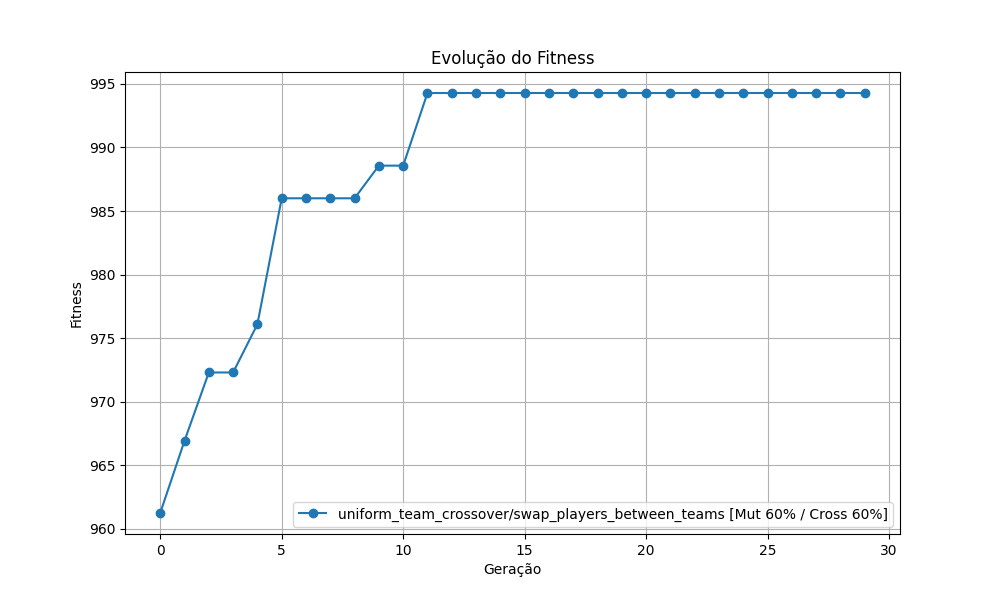 Evolução do Fitness
995
990
985
980
975
970
965
960
Fitness
uniform_team_crossover/swap_players_between_teams [Mut 60% / Cross 60%]
0 5 10 15 20 25 30
Geração